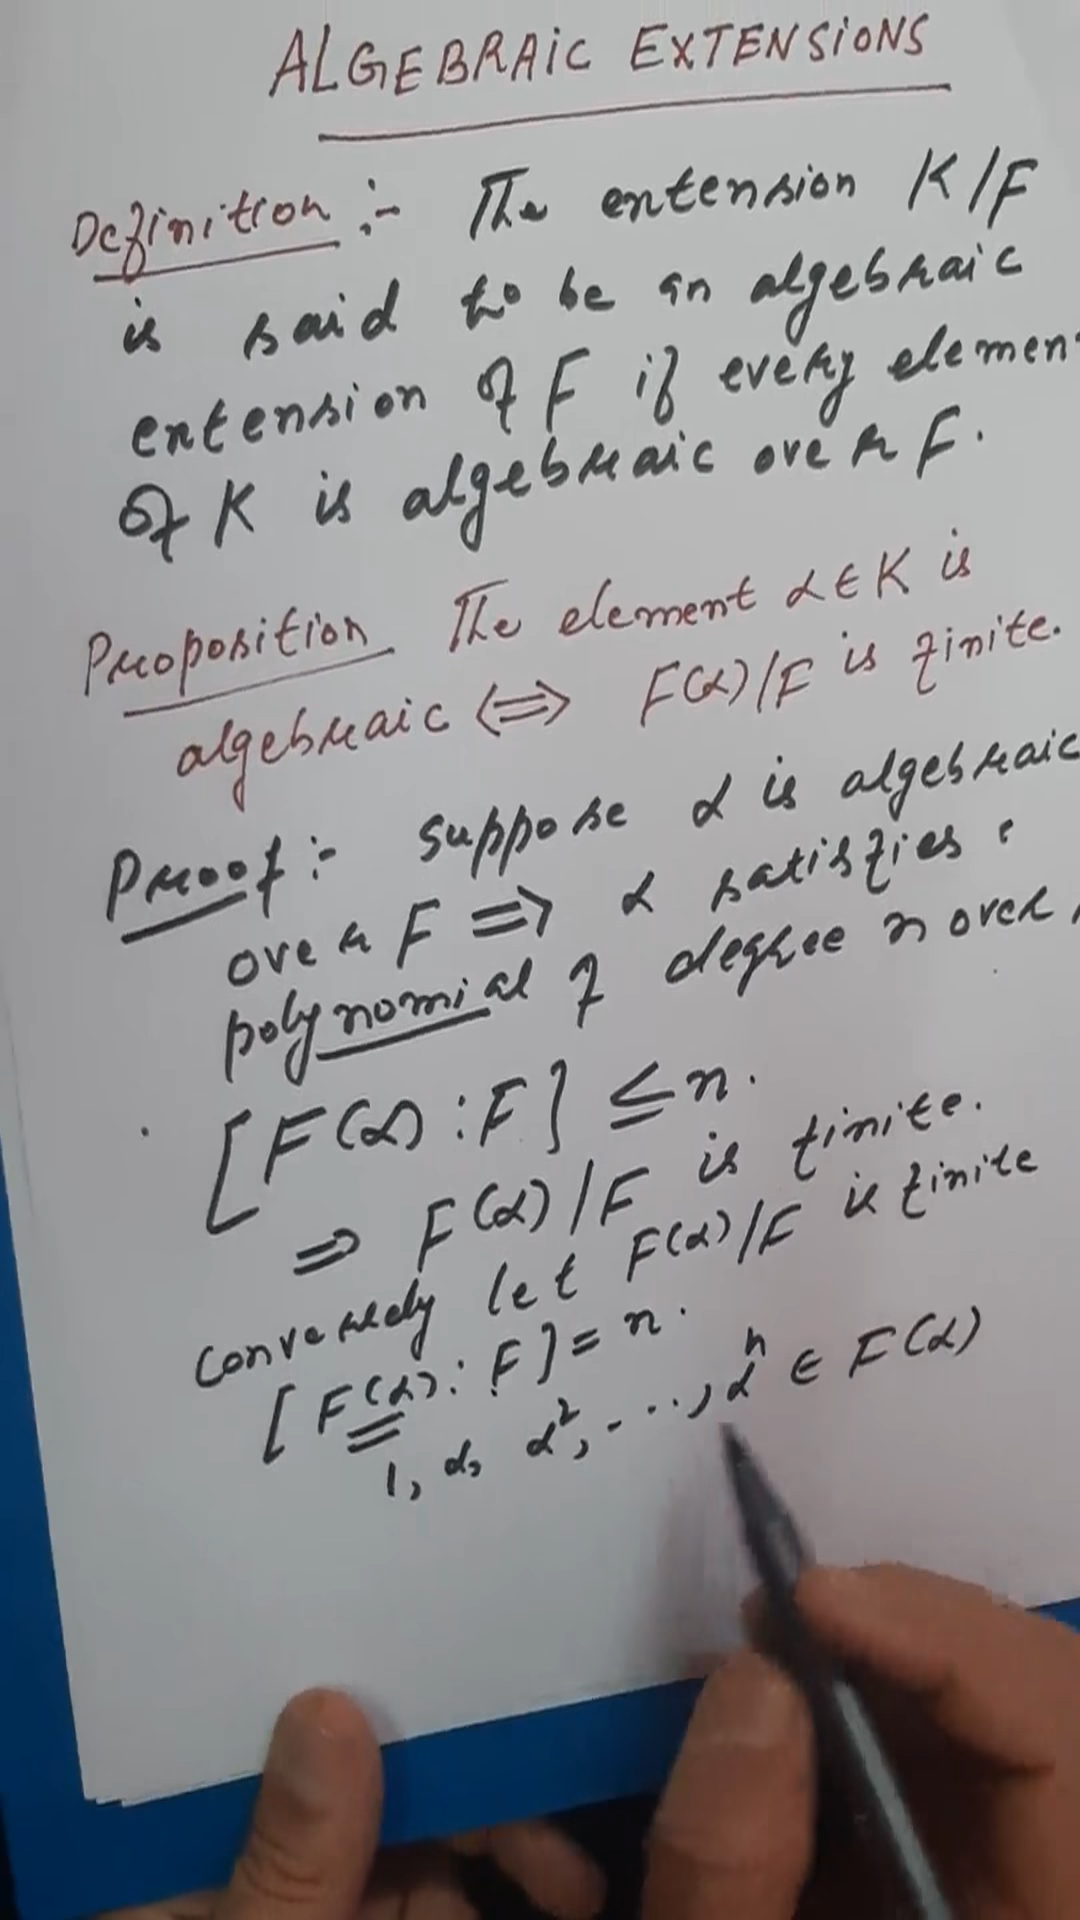 ALGEBRAIC EXTENSIONS
Definition :- The extension K/F
is said to be an algebraic
extension of F if every elemen
of K is algebraic over F.
Proposition The element α∈K is
algebraic ⟺ F(α)/F is finite.
Proof :- suppose α is algebraic
over F ⟹ α satisfies
polynomial of degree n over
[F(α) : F] ≤ n.
⟹ F(α)/F is finite.
conversely let F(α)/F is finite
[F(α) : F] = n.
1, α, α², ..., αⁿ ∈ F(α)